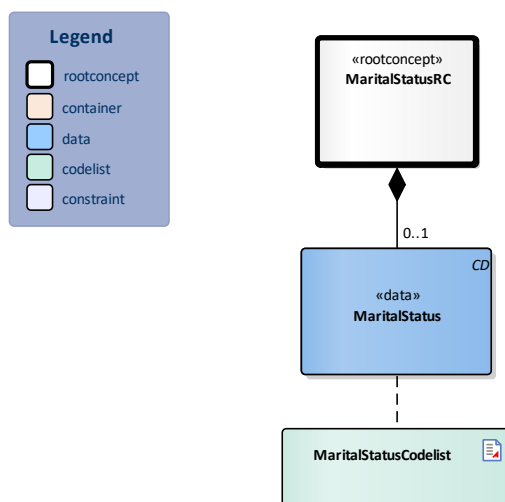 Legend
rootconcept
container
data
codelist
constraint
«rootconcept»
MaritalStatusRC
0..1
CD
«data»
MaritalStatus
MaritalStatusCodelist